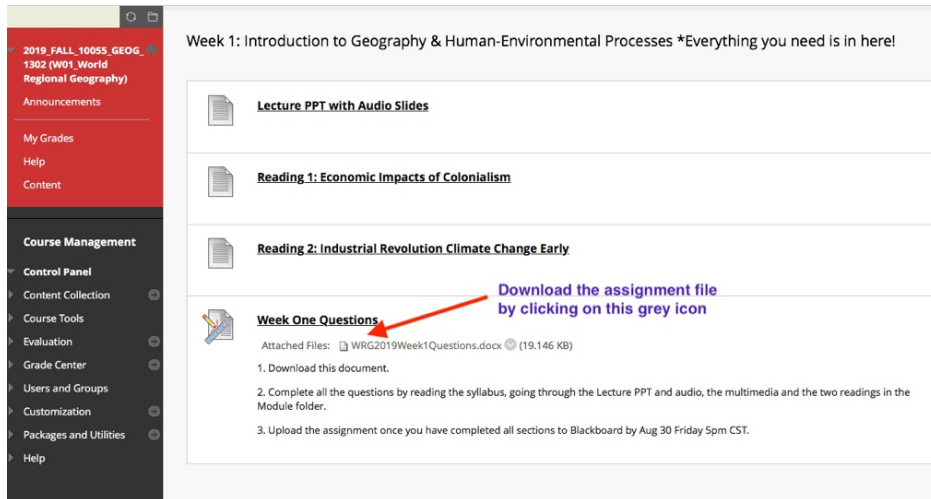 2019_FALL_10055_GEOG_
1302 (W01_World
Regional Geography)
Announcements
My Grades
Help
Content
Course Management
Control Panel
Content Collection
Course Tools
Evaluation
Grade Center
Users and Groups
Customization
Packages and Utilities
Help
Week 1: Introduction to Geography & Human-Environmental Processes *Everything you need is in here!
Lecture PPT with Audio Slides
Reading 1: Economic Impacts of Colonialism
Reading 2: Industrial Revolution Climate Change Early
Download the assignment file
by clicking on this grey icon
Week One Questions
Attached Files: WRG2019Week1Questions.docx (19.146 KB)
1. Download this document.
2. Complete all the questions by reading the syllabus, going through the Lecture PPT and audio, the multimedia and the two readings in the
Module folder.
3. Upload the assignment once you have completed all sections to Blackboard by Aug 30 Friday 5pm CST.